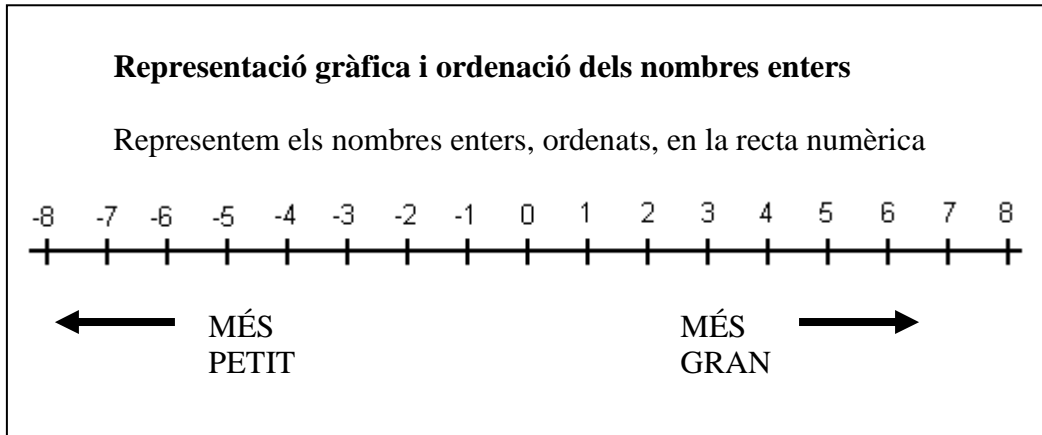 Representació gràfica i ordenació dels nombres enters
Representem els nombres enters, ordenats, en la recta numèrica
-8 -7 -6 -5 -4 -3 -2 -1 0 1 2 3 4 5 6 7 8
MÉS PETIT
MÉS GRAN